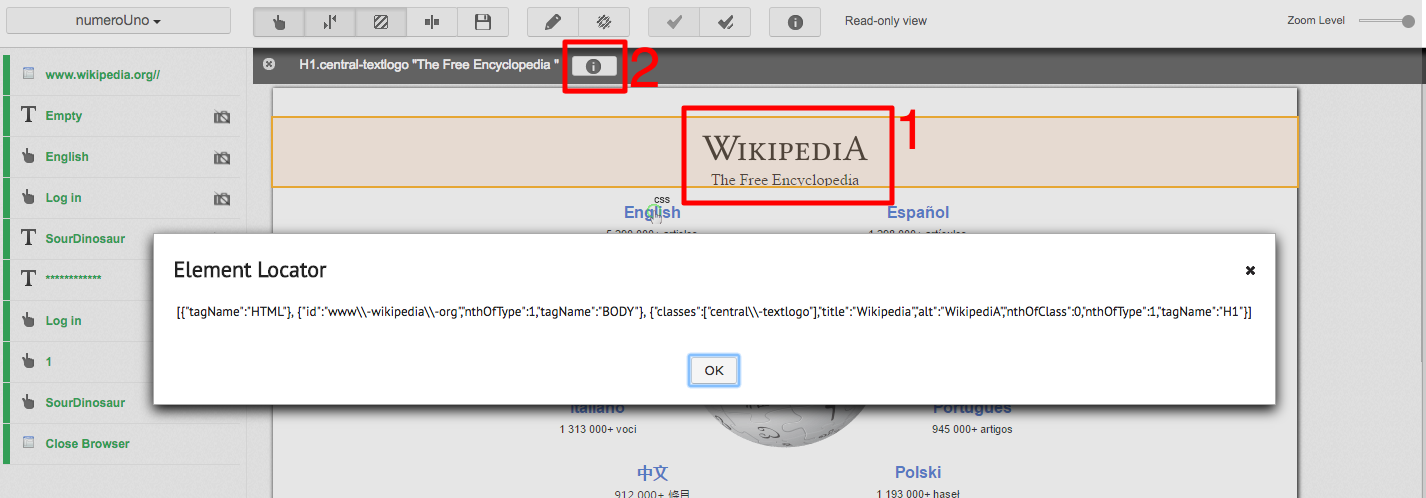 numeroUno
Read-only view
Zoom Level
H1.central-textlogo "The Free Encyclopedia "
2
www.wikipedia.org//
Empty
English
Log in
SourDinosaur
************
Log in
1
SourDinosaur
Close Browser
WIKIPEDIA
The Free Encyclopedia
1
css
English
Español
Element Locator
[{"tagName":"HTML"}, {"id":"www\\-wikipedia\\-org","nthOfType":1,"tagName":"BODY"}, {"classes":["central\\-textlogo"],"title":"Wikipedia","alt":"WikipediA","nthOfClass":0,"nthOfType":1,"tagName":"H1"}]
OK
Italiano
Português
1 313 000+ voci
945 000+ artigos
中文
Polski
912 000+ 條目
1 193 000+ haseł